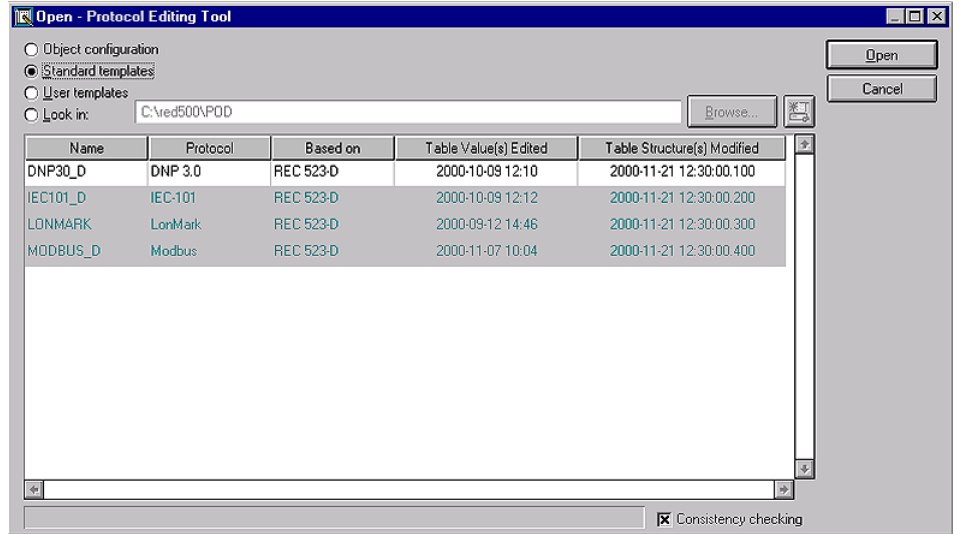 Open - Protocol Editing Tool
Object configuration
Open
Standard templates
Cancel
User templates
Look in: C:\red500\POD Browse...
Name Protocol Based on Table Value(s) Edited Table Structure(s) Modified
DNP30_D DNP 3.0 REC 523-D 2000-10-09 12:10 2000-11-21 12:30:00.100
IEC101_D IEC-101 REC 523-D 2000-10-09 12:12 2000-11-21 12:30:00.200
LONMARK LonMark REC 523-D 2000-09-12 14:46 2000-11-21 12:30:00.300
MODBUS_D Modbus REC 523-D 2000-11-07 10:04 2000-11-21 12:30:00.400
Consistency checking